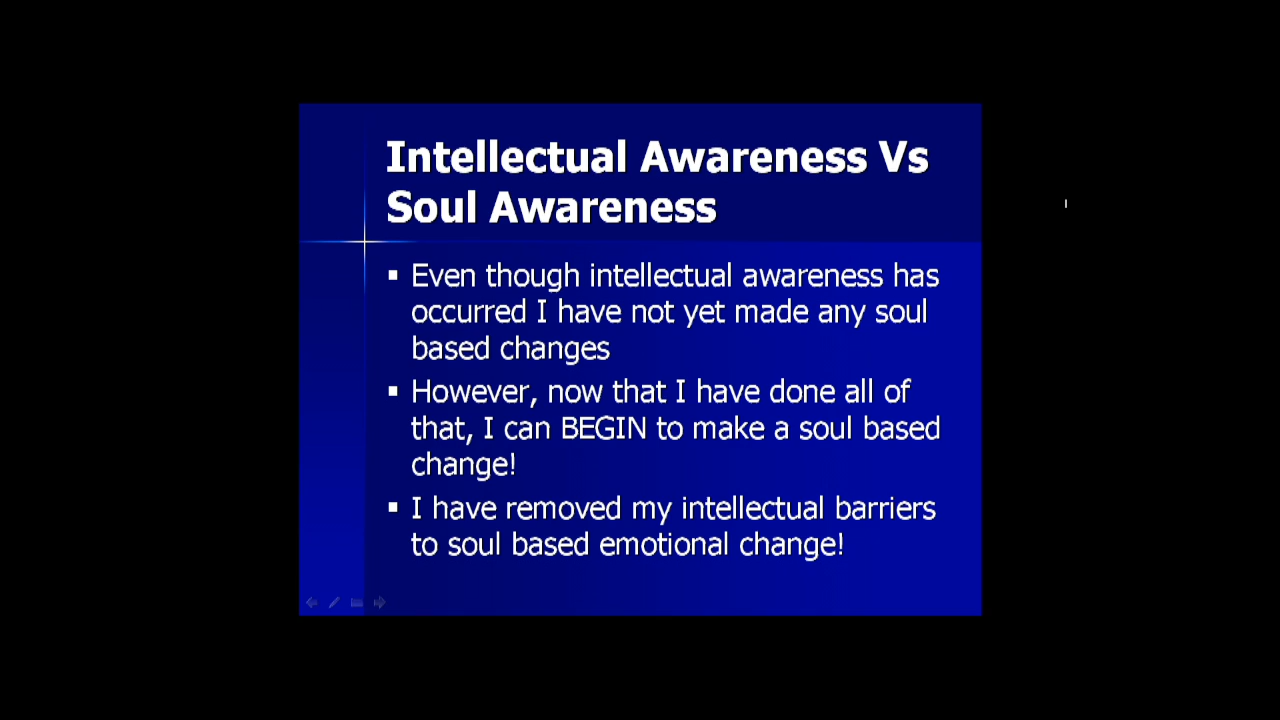 Intellectual Awareness Vs
Soul Awareness
▪ Even though intellectual awareness has
occurred I have not yet made any soul
based changes
▪ However, now that I have done all of
that, I can BEGIN to make a soul based
change!
▪ I have removed my intellectual barriers
to soul based emotional change!